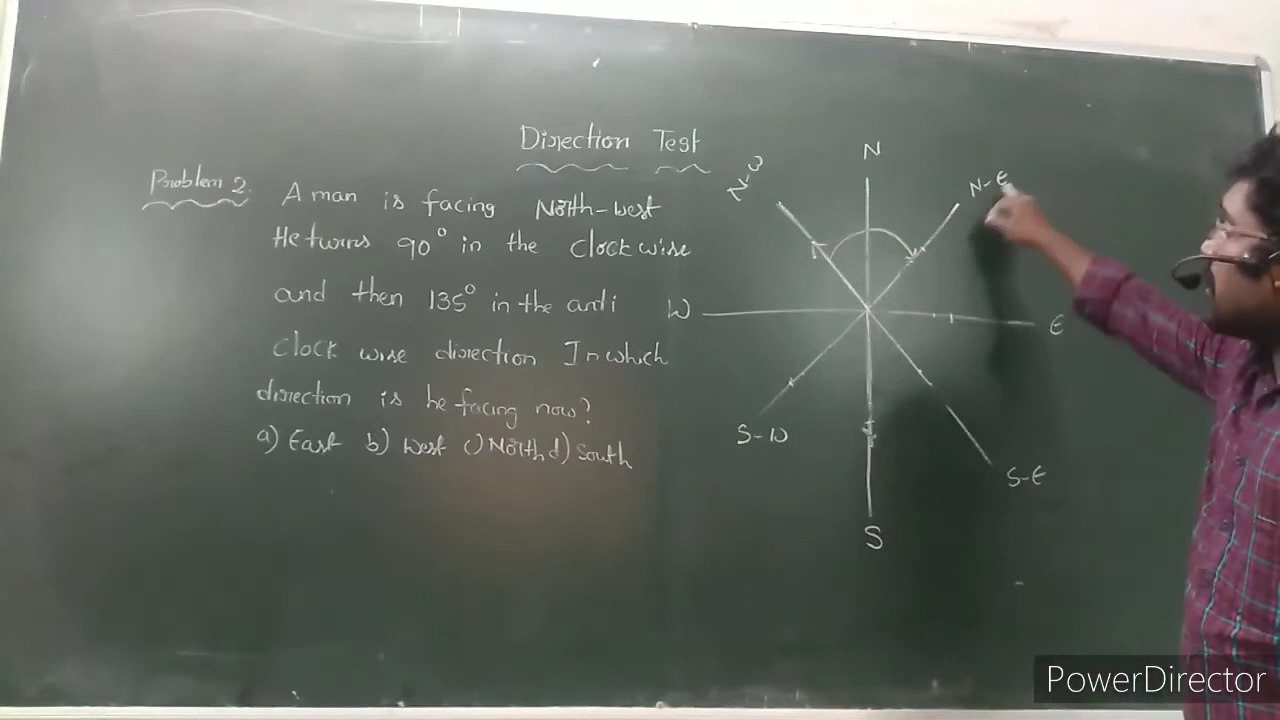 Direction Test
Problem 2.
A man is facing North-west
He turns 90° in the clockwise
and then 135° in the anti
clock wise direction In which
direction is he facing now?
a) East b) West c) North d) South
N
N-W
N-E
W
E
S-W
S-E
S
PowerDirector